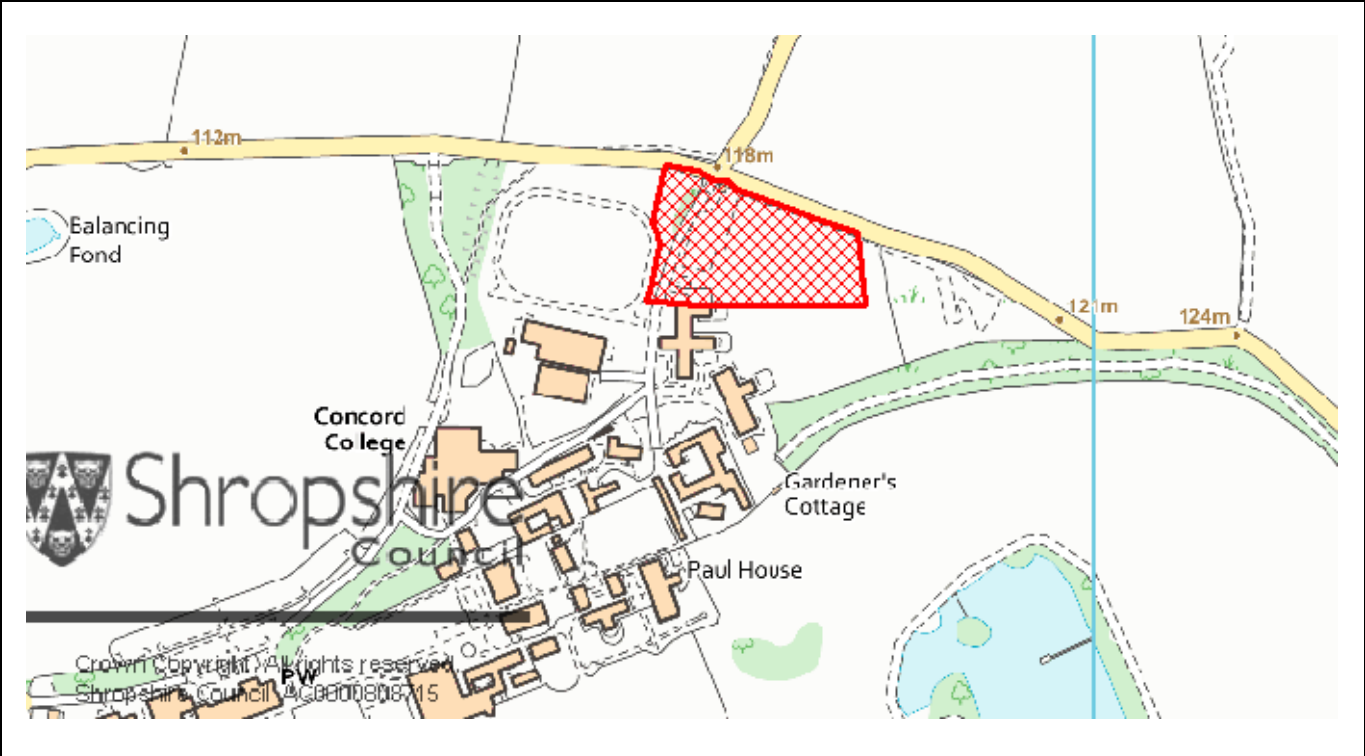 112m
118m
Balancing
Fond
121m
124m
Concord
College
Shropshire
Council
Gardener's
Cottage
Paul House
Crown Copyright. All rights reserved.
Shropshire Council. AC0000808715
PW